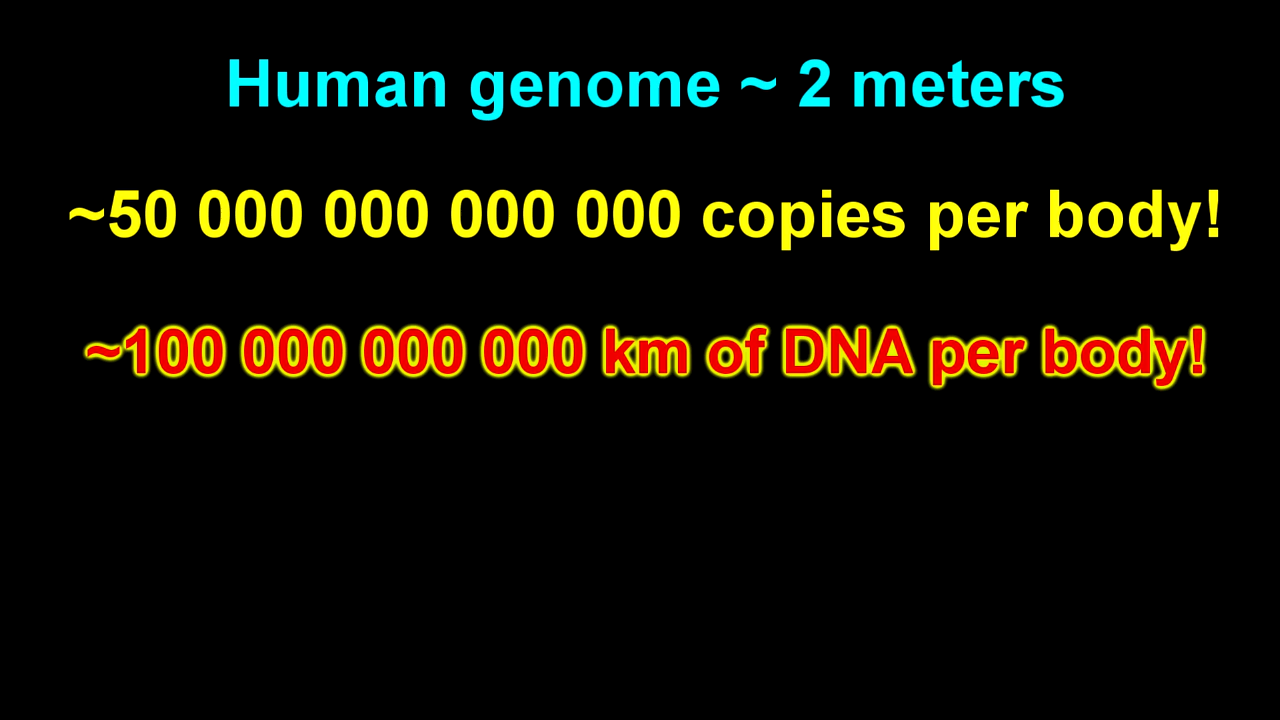 Human genome ~ 2 meters
~50 000 000 000 000 copies per body!
~100 000 000 000 km of DNA per body!